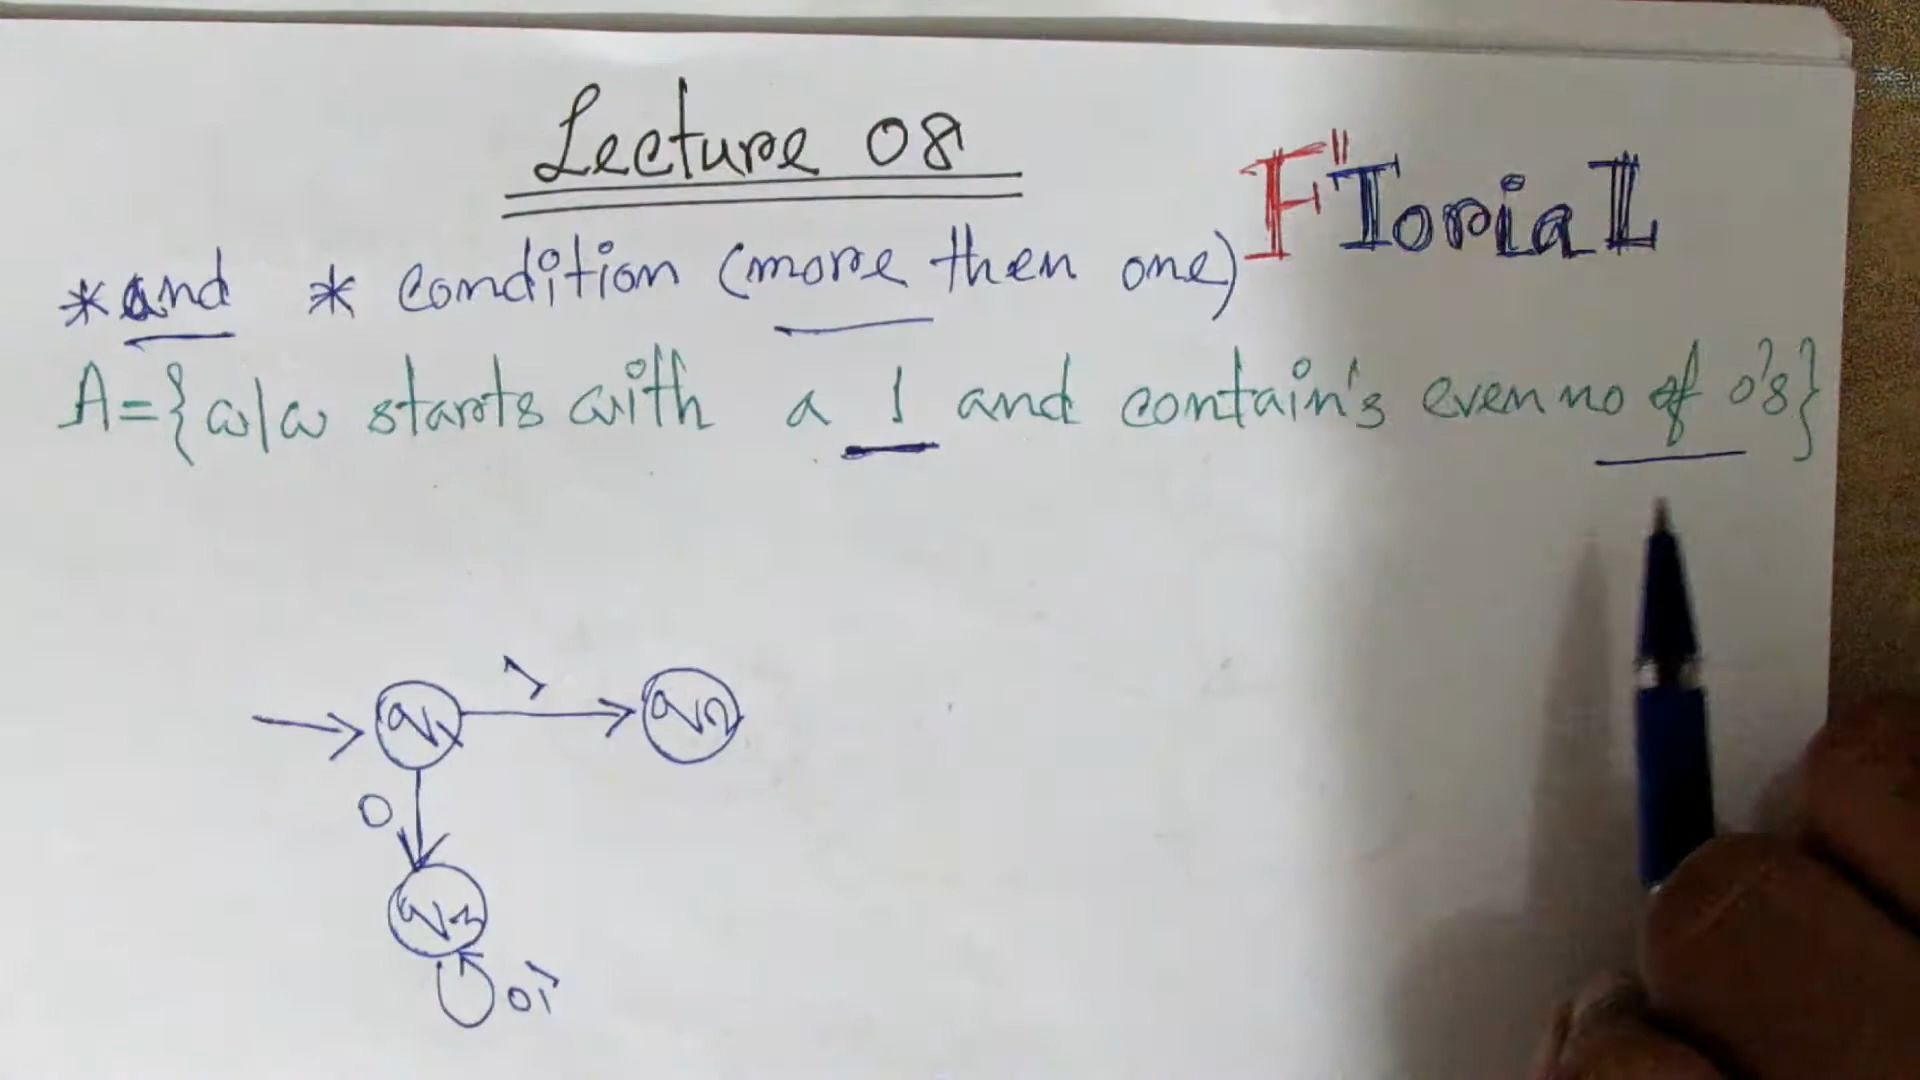 Lecture 08
F"ToriaL
*and * condition (more then one)
A={w/w starts with a 1 and contain's even no of 0's}
1
q1
q2
0
q3
0,1